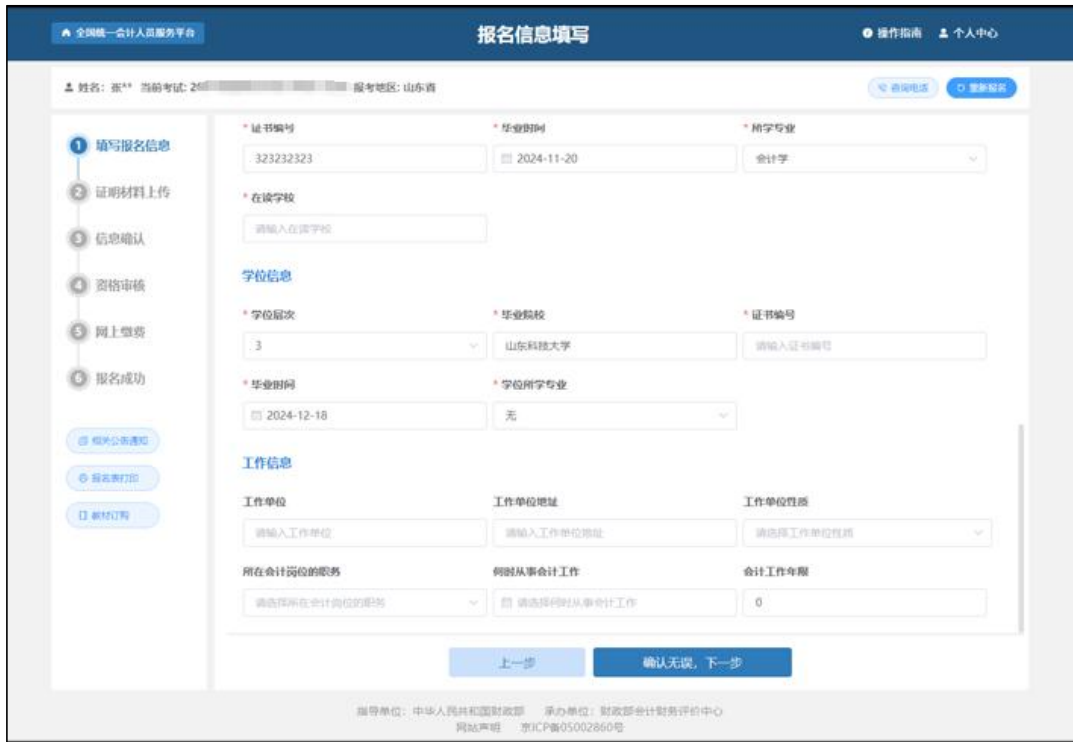 全国统一会计人员服务平台
报名信息填写
操作指南 个人中心
姓名：张** 当前考试: 20 报考地区: 山东省
咨询电话 重新报名
1 填写报名信息
2 证明材料上传
3 信息确认
4 资格审核
5 网上缴费
6 报名成功
相关公告通知
报名表打印
教材订购
* 证书编号 * 毕业时间 * 所学专业
323232323 2024-11-20 会计学
* 在读学校
请输入在读学校
学位信息
* 学位层次 * 毕业院校 * 证书编号
3 山东科技大学 请输入证书编号
* 毕业时间 * 学位所学专业
2024-12-18 无
工作信息
工作单位 工作单位地址 工作单位性质
请输入工作单位 请输入工作单位地址 请选择工作单位性质
所在会计岗位的职务 何时从事会计工作 会计工作年限
请选择所在会计岗位的职务 请选择何时从事会计工作 0
上一步 确认无误，下一步
指导单位：中华人民共和国财政部 承办单位：财政部会计财务评价中心
网站声明 京ICP备05002860号